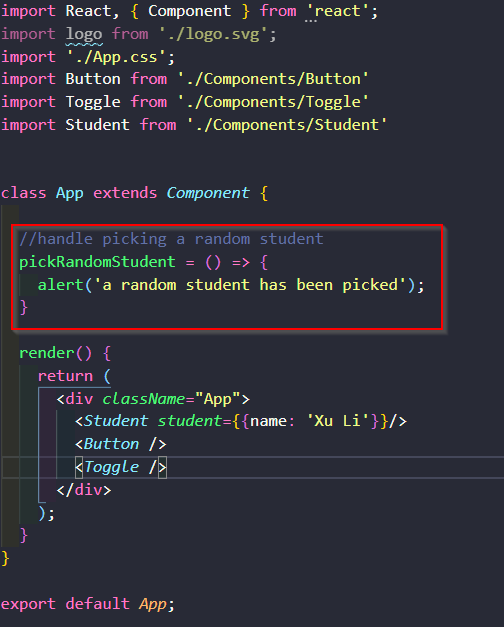 import React, { Component } from 'react';
import logo from './logo.svg';
import './App.css';
import Button from './Components/Button'
import Toggle from './Components/Toggle'
import Student from './Components/Student'
class App extends Component {
//handle picking a random student
pickRandomStudent = () => {
alert('a random student has been picked');
}
render() {
return (
<div className="App">
<Student student={{name: 'Xu Li'}}/>
<Button />
<Toggle />
</div>
);
}
}
export default App;